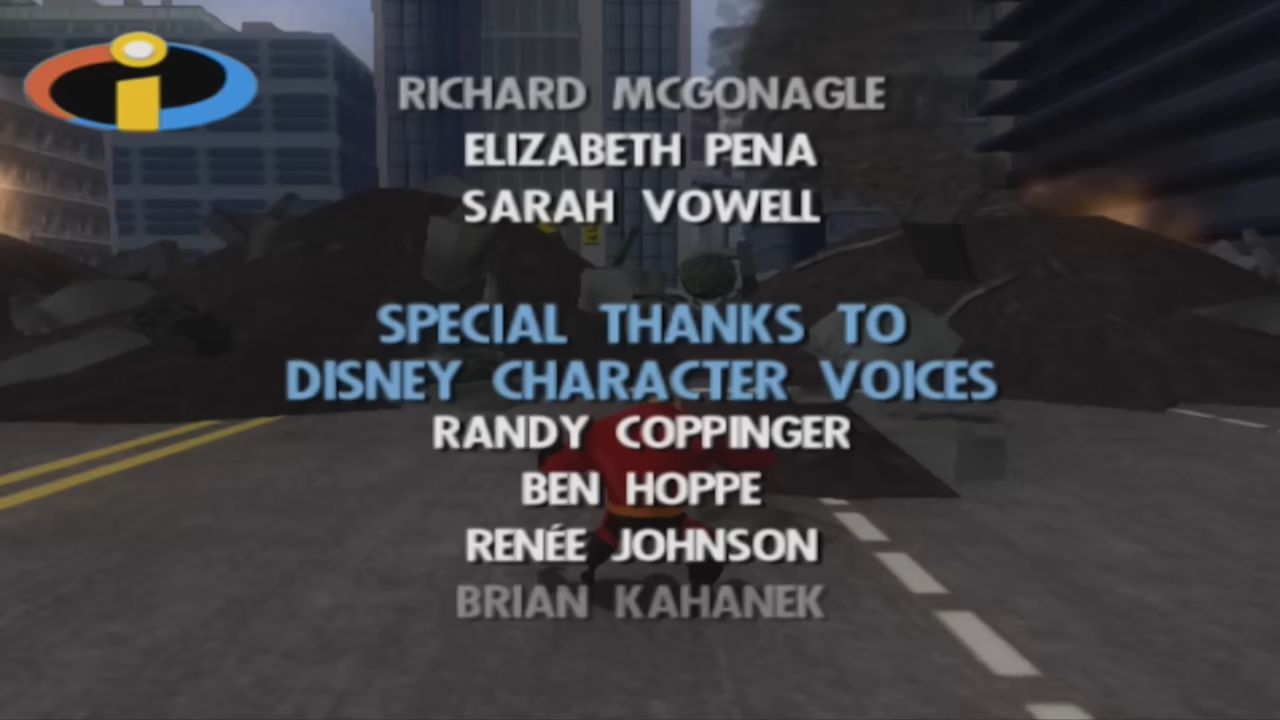 RICHARD MCGONAGLE
ELIZABETH PENA
SARAH VOWELL
SPECIAL THANKS TO
DISNEY CHARACTER VOICES
RANDY COPPINGER
BEN HOPPE
RENÉE JOHNSON
BRIAN KAHANEK